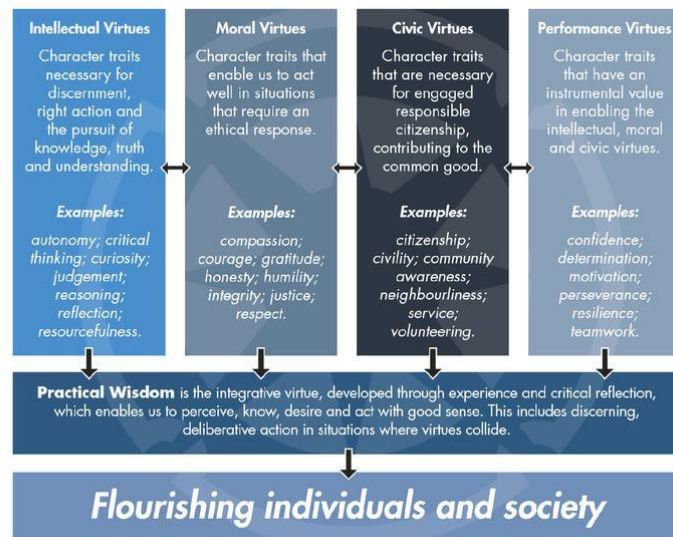 Intellectual Virtues
Character traits
necessary for
discernment,
right action and
the pursuit of
knowledge, truth
and understanding.
Examples:
autonomy; critical
thinking; curiosity;
judgement;
reasoning;
reflection;
resourcefulness.
Moral Virtues
Character traits that
enable us to act
well in situations
that require an
ethical response.
Examples:
compassion;
courage; gratitude;
honesty; humility;
integrity; justice;
respect.
Civic Virtues
Character traits
that are necessary
for engaged
responsible
citizenship,
contributing to the
common good.
Examples:
citizenship;
civility; community
awareness;
neighbourliness;
service;
volunteering.
Performance Virtues
Character traits
that have an
instrumental value
in enabling the
intellectual, moral
and civic virtues.
Examples:
confidence;
determination;
motivation;
perseverance;
resilience;
teamwork.
Practical Wisdom is the integrative virtue, developed through experience and critical reflection,
which enables us to perceive, know, desire and act with good sense. This includes discerning,
deliberative action in situations where virtues collide.
Flourishing individuals and society